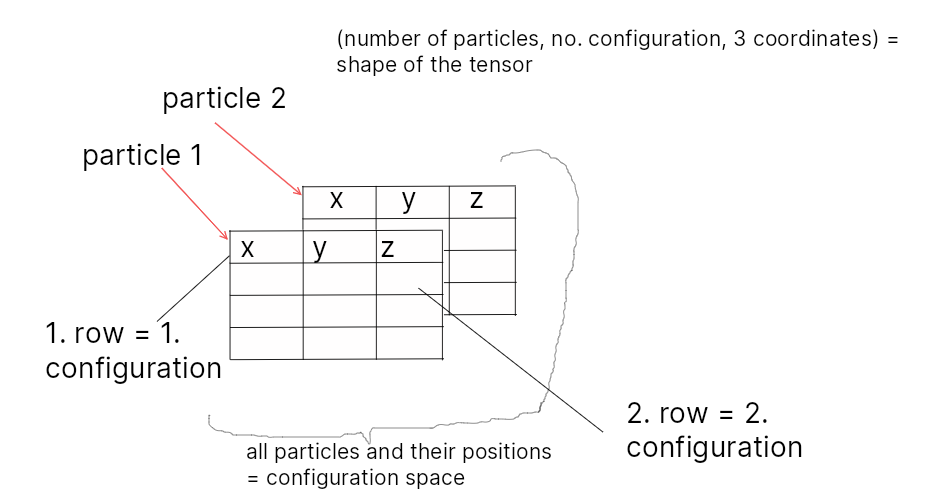 (number of particles, no. configuration, 3 coordinates) =
shape of the tensor
particle 2
particle 1
x y z
x y z
1. row = 1.
configuration
2. row = 2.
configuration
all particles and their positions
= configuration space